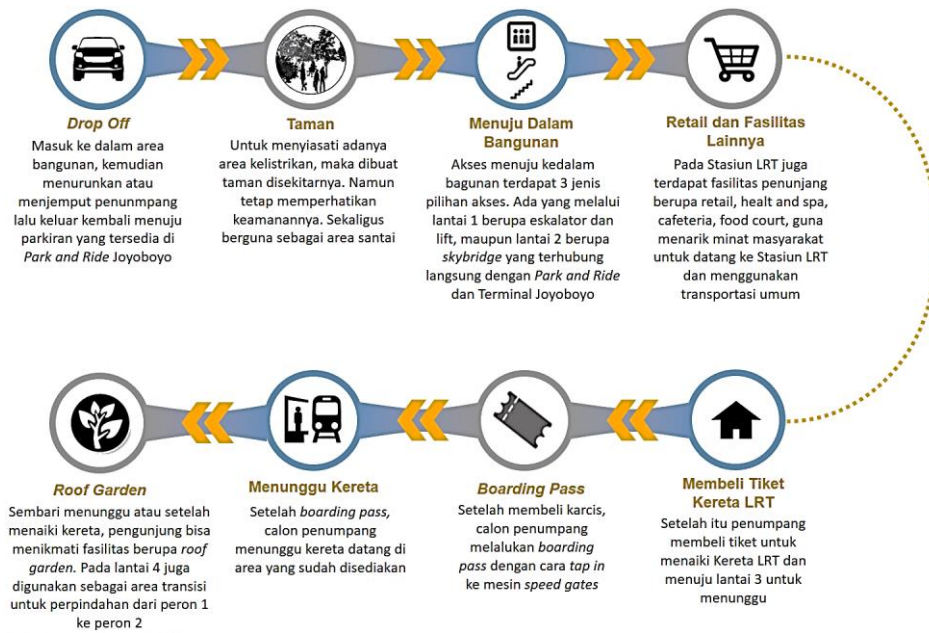 Drop Off
Masuk ke dalam area
bangunan, kemudian
menurunkan atau
menjemput penunmpang
lalu keluar kembali menuju
parkiran yang tersedia di
Park and Ride Joyoboyo
Taman
Untuk menyiasati adanya
area kelistrikan, maka dibuat
taman disekitarnya. Namun
tetap memperhatikan
keamanannya. Sekaligus
berguna sebagai area santai
Menuju Dalam
Bangunan
Akses menuju kedalam
bagunan terdapat 3 jenis
pilihan akses. Ada yang melalui
lantai 1 berupa eskalator dan
lift, maupun lantai 2 berupa
skybridge yang terhubung
langsung dengan Park and Ride
dan Terminal Joyoboyo
Retail dan Fasilitas
Lainnya
Pada Stasiun LRT juga
terdapat fasilitas penunjang
berupa retail, healt and spa,
cafeteria, food court, guna
menarik minat masyarakat
untuk datang ke Stasiun LRT
dan menggunakan
transportasi umum
Membeli Tiket
Kereta LRT
Setelah itu penumpang
membeli tiket untuk
menaiki Kereta LRT dan
menuju lantai 3 untuk
menunggu
Boarding Pass
Setelah membeli karcis,
calon penumpang
melalukan boarding
pass dengan cara tap in
ke mesin speed gates
Menunggu Kereta
Setelah boarding pass,
calon penumpang
menunggu kereta datang di
area yang sudah disediakan
Roof Garden
Sembari menunggu atau setelah
menaiki kereta, pengunjung bisa
menikmati fasilitas berupa roof
garden. Pada lantai 4 juga
digunakan sebagai area transisi
untuk perpindahan dari peron 1
ke peron 2